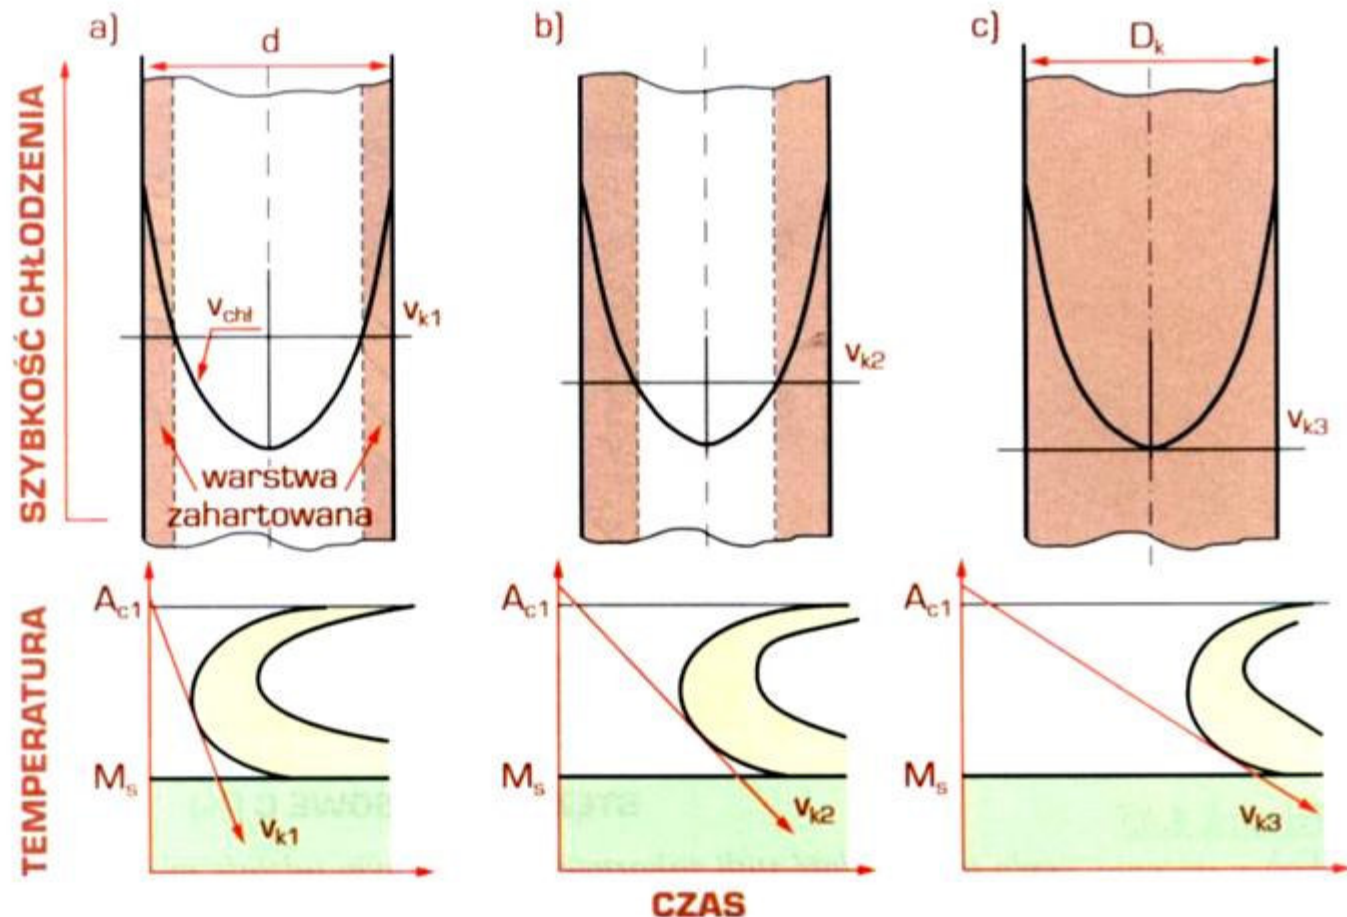 a)
d
b)
c)
Dk
SZYBKOŚĆ CHŁODZENIA
vchł
vk1
vk2
vk3
warstwa
zahartowana
TEMPERATURA
Ac1
Ms
vk1
Ac1
Ms
vk2
Ac1
Ms
vk3
CZAS